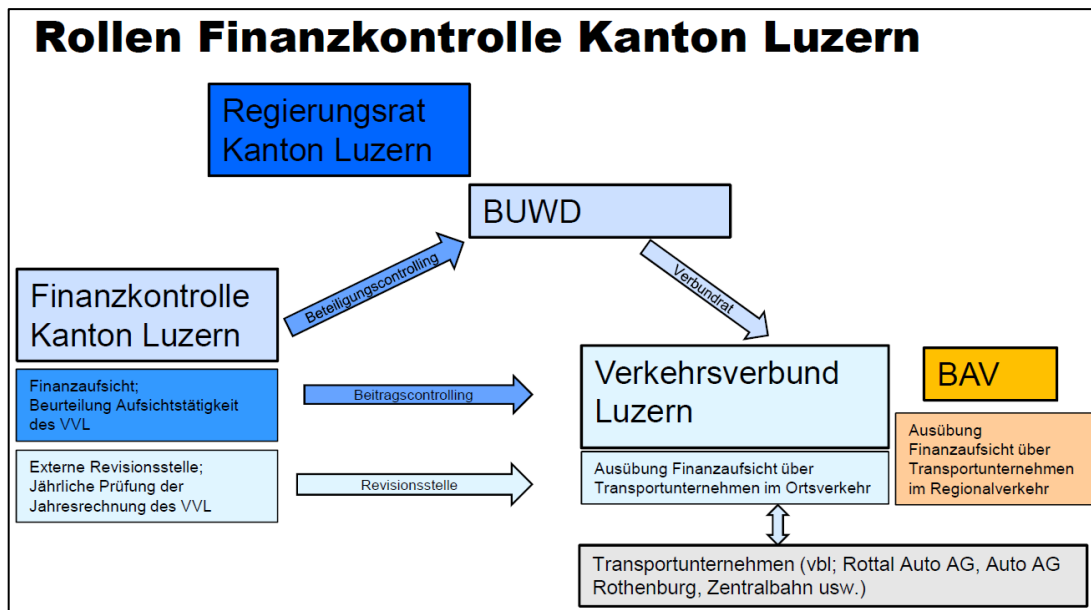 Rollen Finanzkontrolle Kanton Luzern
Regierungsrat
Kanton Luzern
BUWD
Beteiligungscontrolling
Verbundrat
Finanzkontrolle
Kanton Luzern
Finanzaufsicht;
Beurteilung Aufsichtstätigkeit
des VVL
Beitragscontrolling
Externe Revisionsstelle;
Jährliche Prüfung der
Jahresrechnung des VVL
Revisionsstelle
Verkehrsverbund
Luzern
Ausübung Finanzaufsicht über
Transportunternehmen im Ortsverkehr
BAV
Ausübung
Finanzaufsicht über
Transportunternehmen
im Regionalverkehr
Transportunternehmen (vbl; Rottal Auto AG, Auto AG
Rothenburg, Zentralbahn usw.)